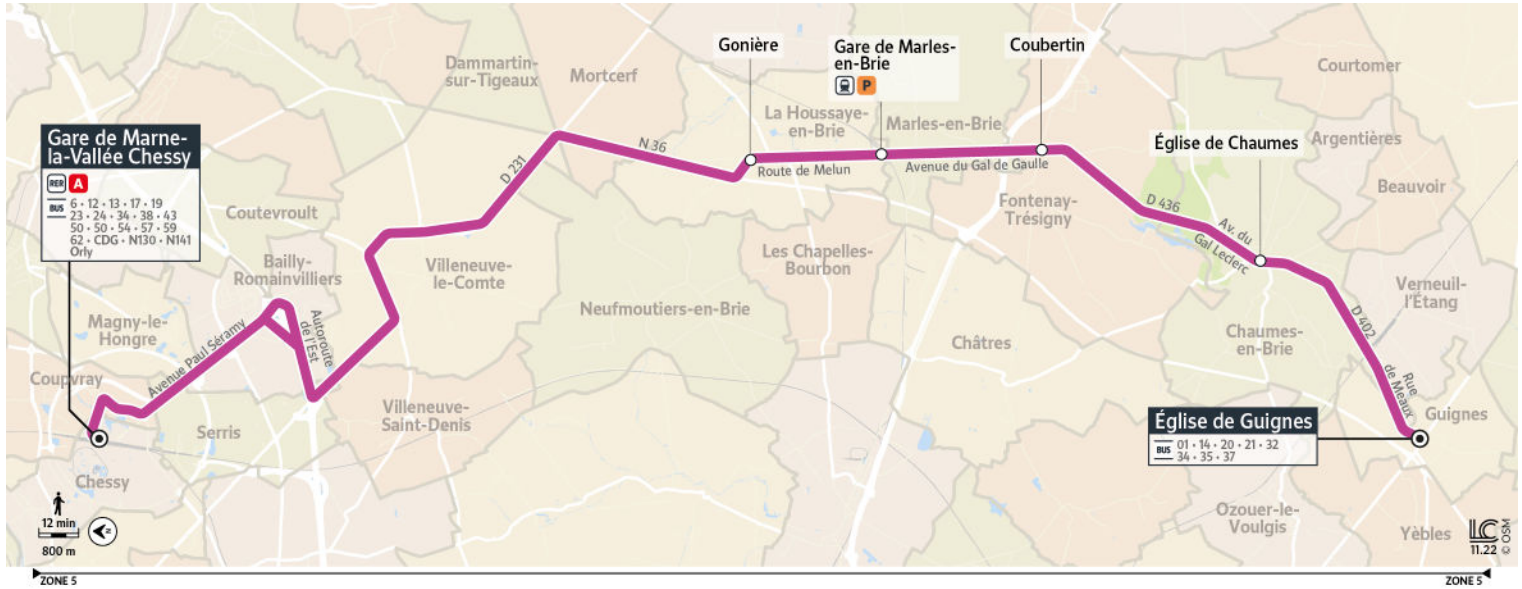 Gonière
Gare de Marles-
en-Brie
P
Coubertin
Dammartin-
sur-Tigeaux
Mortcerf
Courtomer
La Houssaye-
en-Brie
Marles-en-Brie
Argentières
Gare de Marne-
la-Vallée Chessy
RER A
BUS
6 • 12 • 13 • 17 • 19
23 • 24 • 34 • 38 • 43
50 • 50 • 54 • 57 • 59
62 • CDG • N130 • N141
Orly
N 36
D 231
Route de Melun
Avenue du Gal de Gaulle
Église de Chaumes
Beauvoir
Coutevroult
Fontenay-
Trésigny
D 436
Av. du
Gal Leclerc
Bailly-
Romainvilliers
Villeneuve-
le-Comte
Les Chapelles-
Bourbon
Verneuil-
l'Étang
Neufmoutiers-en-Brie
Magny-le-
Hongre
Autoroute
de l'Est
Avenue Paul Séramy
D 402
Châtres
Chaumes-
en-Brie
Coupvray
Rue
de Meaux
Villeneuve-
Saint-Denis
Serris
Guignes
Église de Guignes
BUS
01 • 14 • 20 • 21 • 32
34 • 35 • 37
Chessy
Ozouer-le-
Voulgis
Yèbles
12 min
800 m
N
LC
11.22
© OSM
ZONE 5
ZONE 5